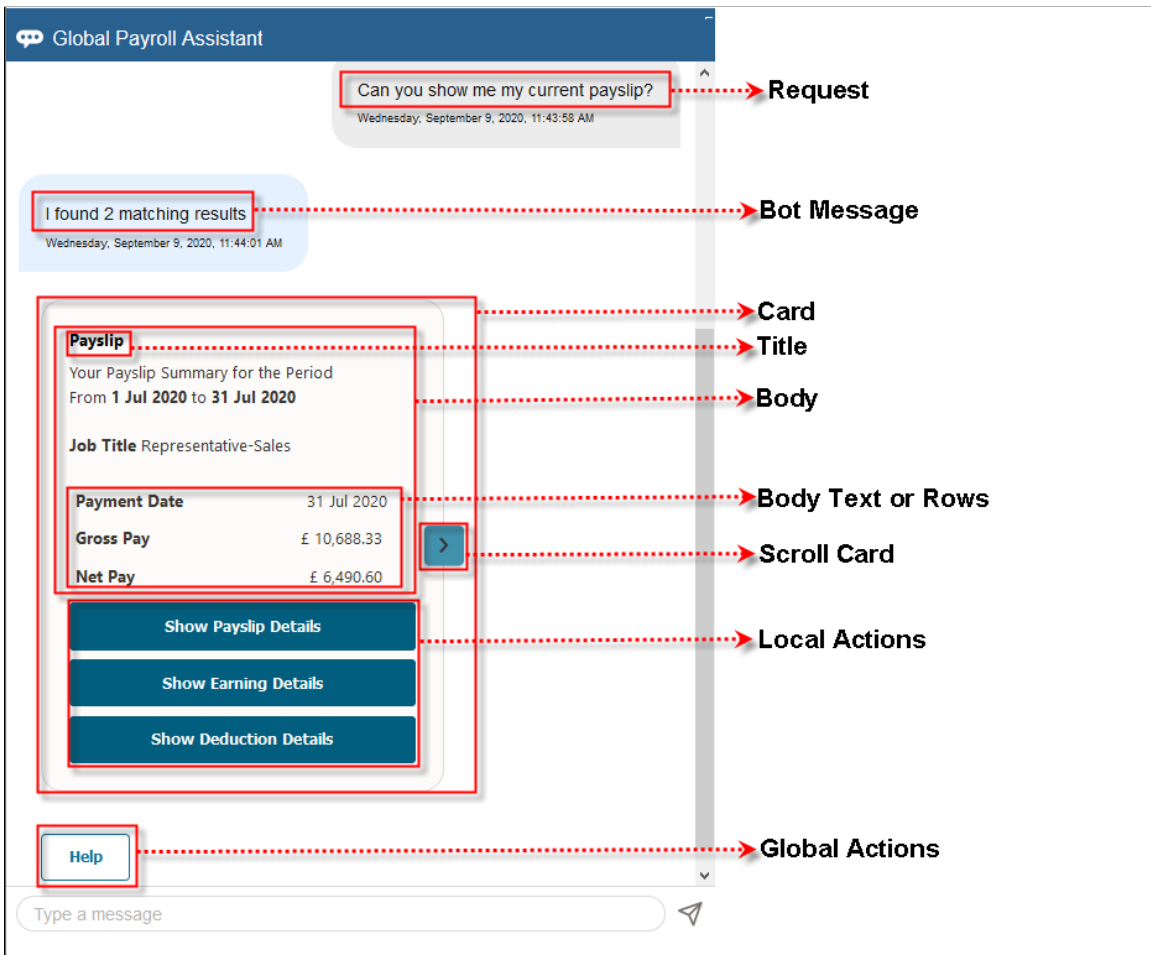 Global Payroll Assistant
Can you show me my current payslip?
Request
Wednesday, September 9, 2020, 11:43:58 AM
I found 2 matching results
Bot Message
Wednesday, September 9, 2020, 11:44:01 AM
Card
Payslip
Title
Your Payslip Summary for the Period
From 1 Jul 2020 to 31 Jul 2020
Body
Job Title Representative-Sales
Payment Date 31 Jul 2020
Body Text or Rows
Gross Pay £ 10,688.33
Scroll Card
Net Pay £ 6,490.60
Show Payslip Details
Local Actions
Show Earning Details
Show Deduction Details
Help
Global Actions
Type a message